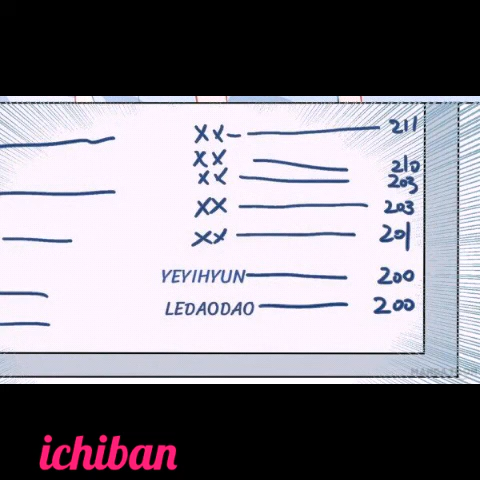 XX- 211
XX 210
XX 203
XX 203
XX 201
YEYIHYUN 200
LEDAODAO 200
ichiban